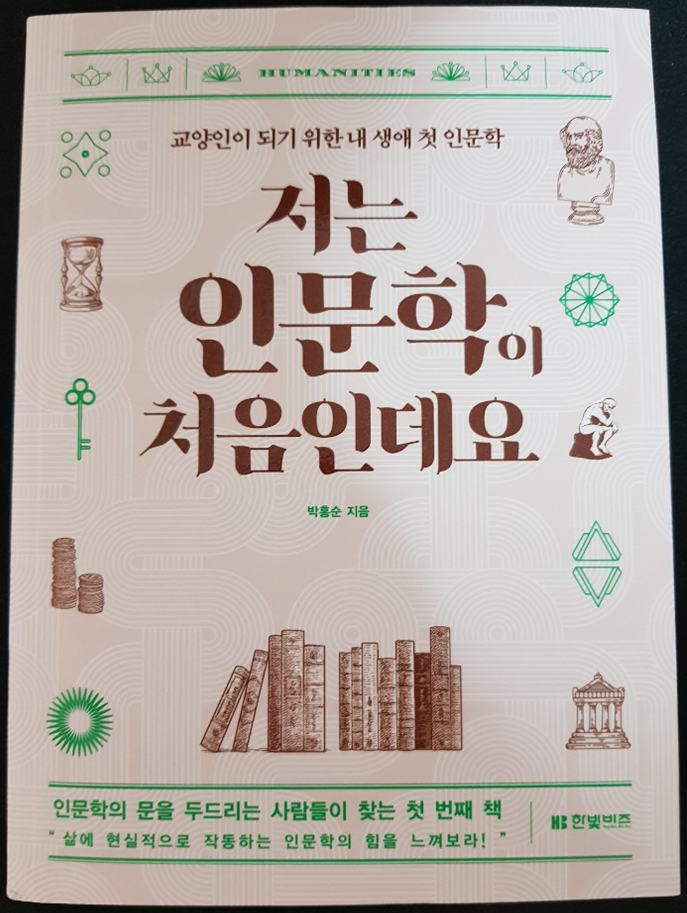 HUMANITIES
교양인이 되기 위한 내 생애 첫 인문학
저는
인문학이
처음인데요
박홍순 지음
인문학의 문을 두드리는 사람들이 찾는 첫 번째 책
“삶에 현실적으로 작동하는 인문학의 힘을 느껴보라!”
HB 한빛비즈